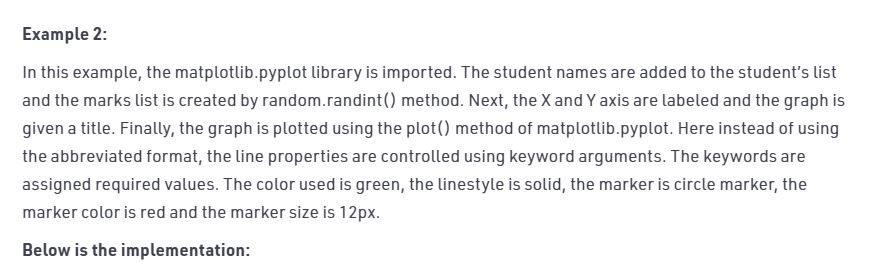 Example 2:
In this example, the matplotlib.pyplot library is imported. The student names are added to the student's list
and the marks list is created by random.randint() method. Next, the X and Y axis are labeled and the graph is
given a title. Finally, the graph is plotted using the plot() method of matplotlib.pyplot. Here instead of using
the abbreviated format, the line properties are controlled using keyword arguments. The keywords are
assigned required values. The color used is green, the linestyle is solid, the marker is circle marker, the
marker color is red and the marker size is 12px.
Below is the implementation: